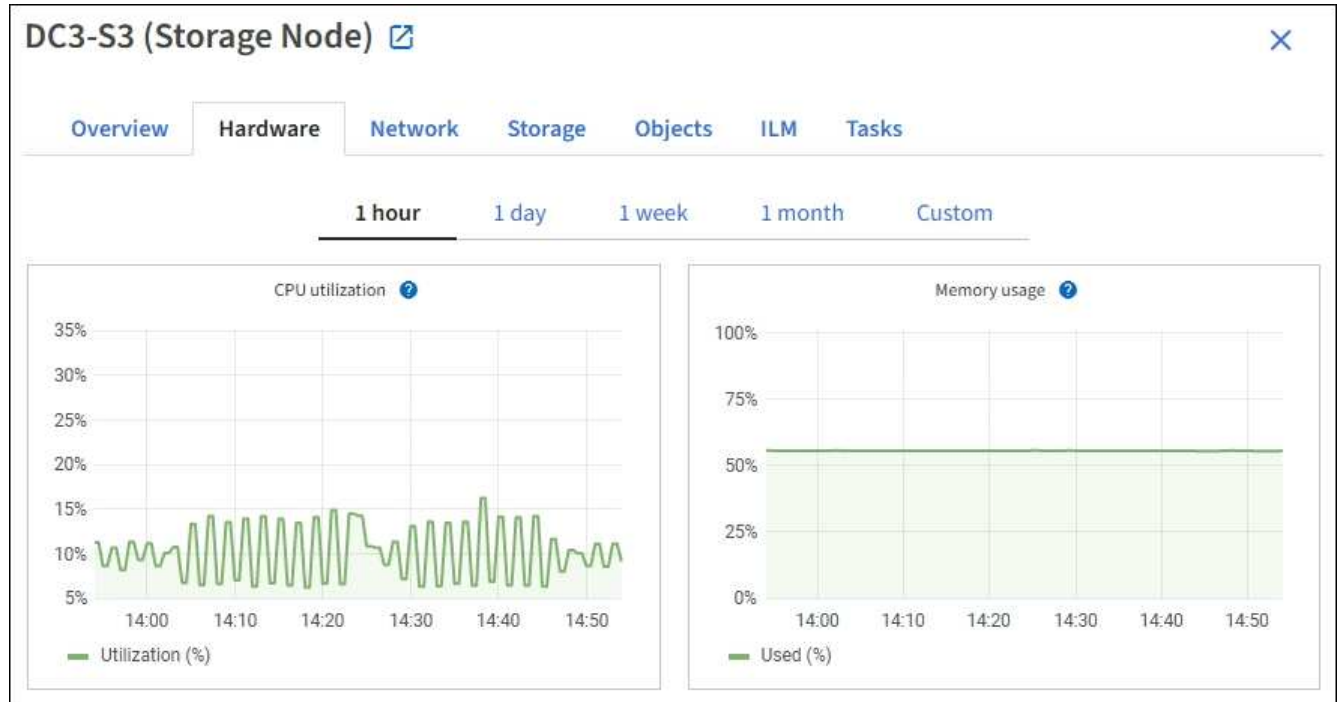 DC3-S3 (Storage Node)
Overview Hardware Network Storage Objects ILM Tasks
1 hour 1 day 1 week 1 month Custom
CPU utilization ?
35%
30%
25%
20%
15%
10%
5%
14:00 14:10 14:20 14:30 14:40 14:50
Utilization (%)
Memory usage ?
100%
75%
50%
25%
0%
14:00 14:10 14:20 14:30 14:40 14:50
Used (%)